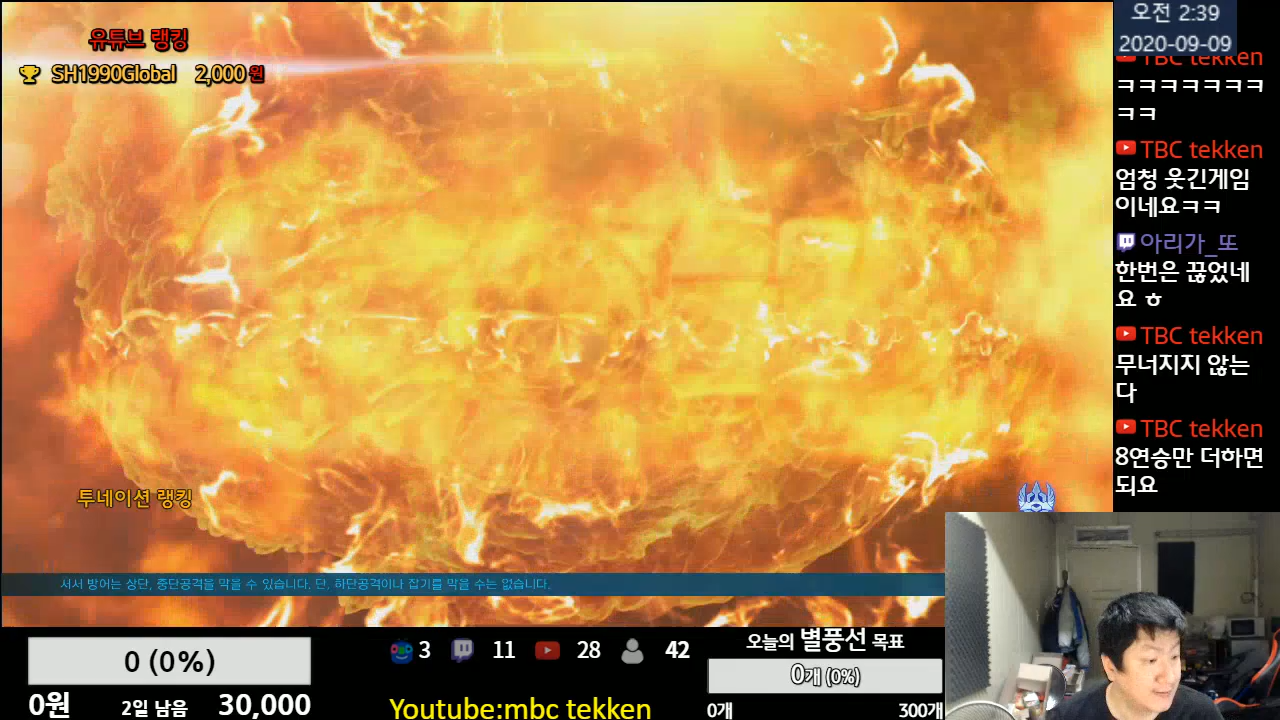 유튜브 랭킹
SH1990Global 2,000원
투네이션 랭킹
서서 방어는 상단, 중단공격을 막을 수 있습니다. 단, 하단공격이나 잡기를 막을 수는 없습니다.
오전 2:39
2020-09-09
TBC tekken
ㅋㅋㅋㅋㅋㅋㅋ
ㅋㅋ
TBC tekken
엄청 웃긴게임
이네요ㅋㅋ
아리가_또
한번은 끊었네
요 ㅎ
TBC tekken
무너지지 않는
다
TBC tekken
8연승만 더하면
되요
0 (0%)
0원 2일 남음 30,000
3 11 28 42
Youtube:mbc tekken
오늘의 별풍선 목표
0개 (0%)
0개 300개